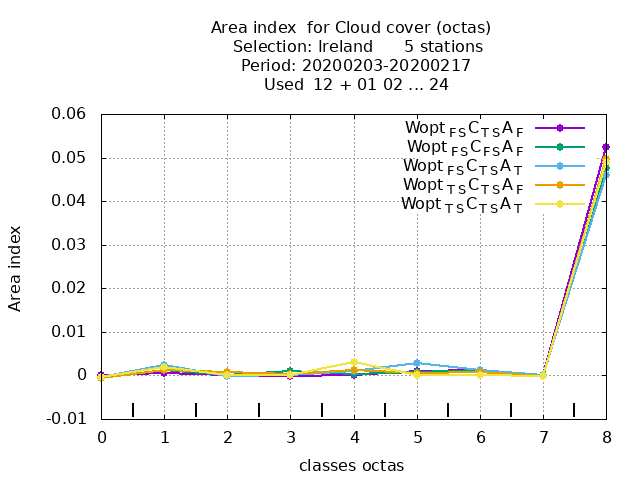 Area index  for Cloud cover (octas)
Selection: Ireland      5 stations
Period: 20200203-20200217
Used  12 + 01 02 ... 24
0.06
0.05
0.04
0.03
0.02
0.01
0
-0.01
Area index
Wopt FS C TS A F
Wopt FS C FS A F
Wopt FS C TS A T
Wopt TS C TS A F
Wopt TS C TS A T
0 1 2 3 4 5 6 7 8
classes octas